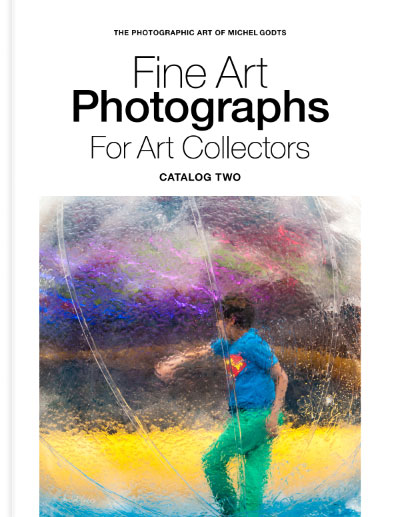 THE PHOTOGRAPHIC ART OF MICHEL GODTS
Fine Art
Photographs
For Art Collectors
CATALOG TWO